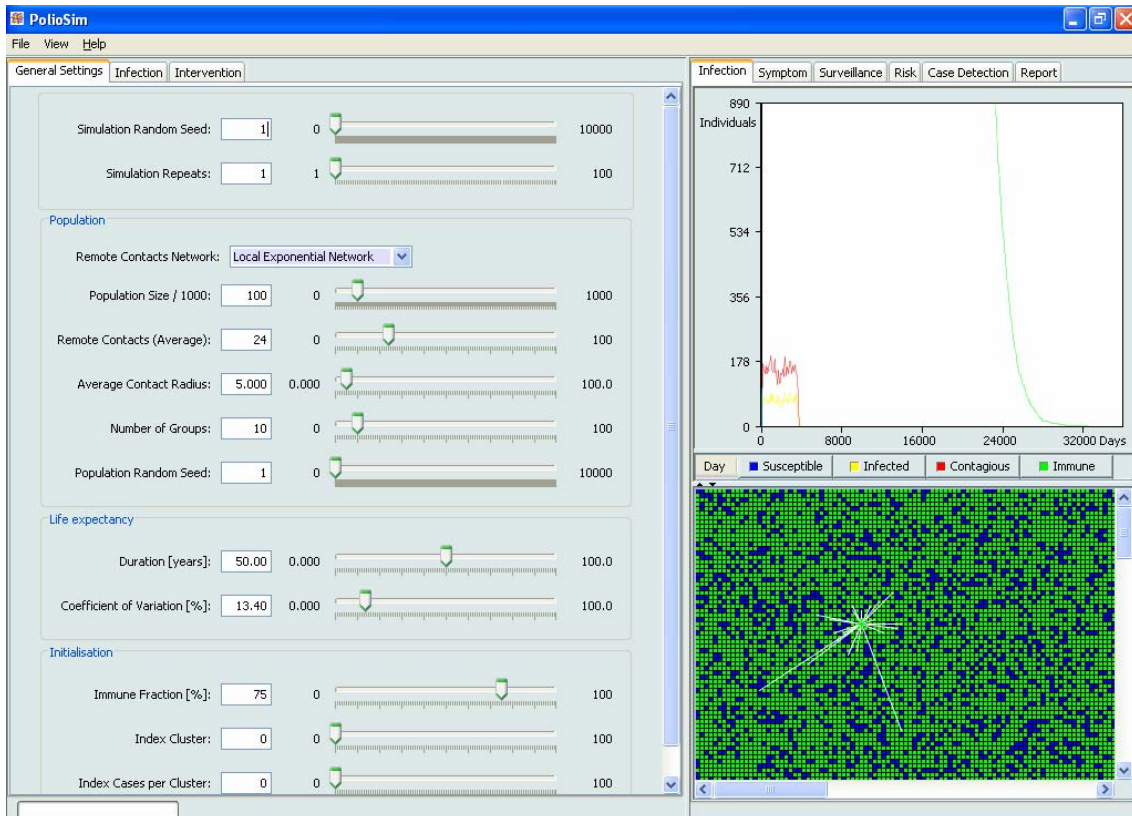 PolioSim
File View Help
General Settings Infection Intervention
Simulation Random Seed: 1 0 10000
Simulation Repeats: 1 1 100
Population
Remote Contacts Network: Local Exponential Network
Population Size / 1000: 100 0 1000
Remote Contacts (Average): 24 0 100
Average Contact Radius: 5.000 0.000 100.0
Number of Groups: 10 0 100
Population Random Seed: 1 0 10000
Life expectancy
Duration [years]: 50.00 0.000 100.0
Coefficient of Variation [%]: 13.40 0.000 100.0
Initialisation
Immune Fraction [%]: 75 0 100
Index Cluster: 0 0 100
Index Cases per Cluster: 0 0 100
Infection Symptom Surveillance Risk Case Detection Report
890
Individuals
712
534
356
178
0
0 8000 16000 24000 32000 Days
Day Susceptible Infected Contagious Immune